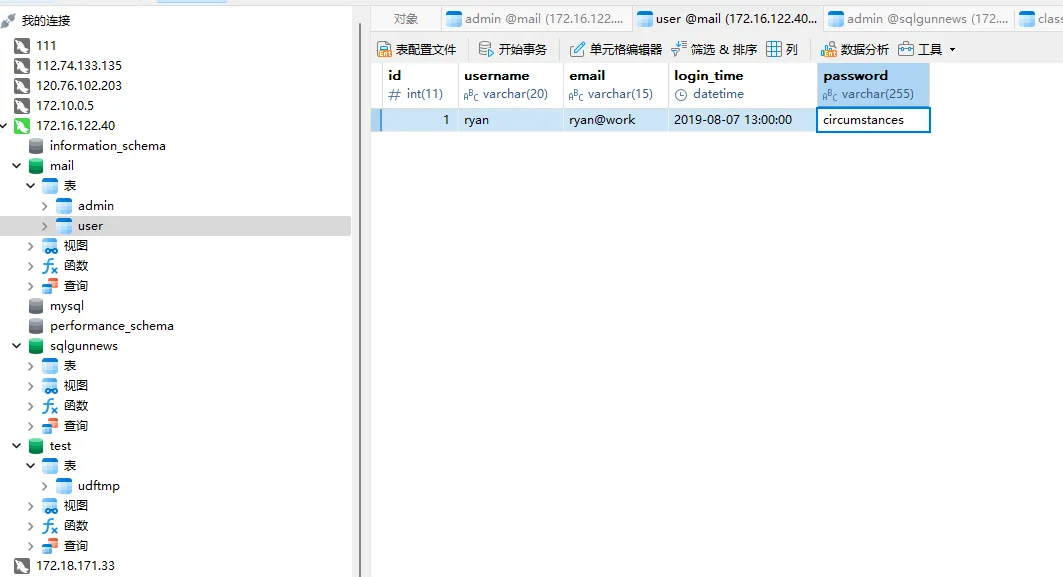 我的连接
111
112.74.133.135
120.76.102.203
172.10.0.5
172.16.122.40
information_schema
mail
表
admin
user
视图
函数
查询
mysql
performance_schema
sqlgunnews
表
视图
函数
查询
test
表
udftmp
视图
函数
查询
172.18.171.33
对象 admin @mail (172.16.122.... user @mail (172.16.122.40... admin @sqlgunnews (172.... class
表配置文件 开始事务 单元格编辑器 筛选 & 排序 列 数据分析 工具
id username email login_time password
# int(11) ABC varchar(20) ABC varchar(15) datetime ABC varchar(255)
1 ryan ryan@work 2019-08-07 13:00:00 circumstances